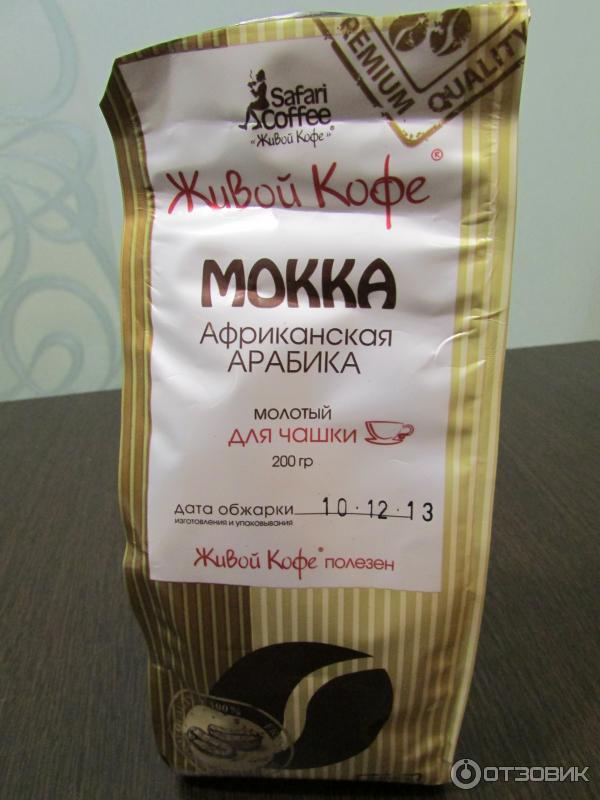 PREMIUM QUALITY
Safari
Coffee
"Живой Кофе"®
Живой Кофе®
МОККА
Африканская
АРАБИКА
молотый
для чашки
200 гр
дата обжарки 10·12·13
изготовления и упаковывания
Живой Кофе® полезен
100%
ОТЗОВИК